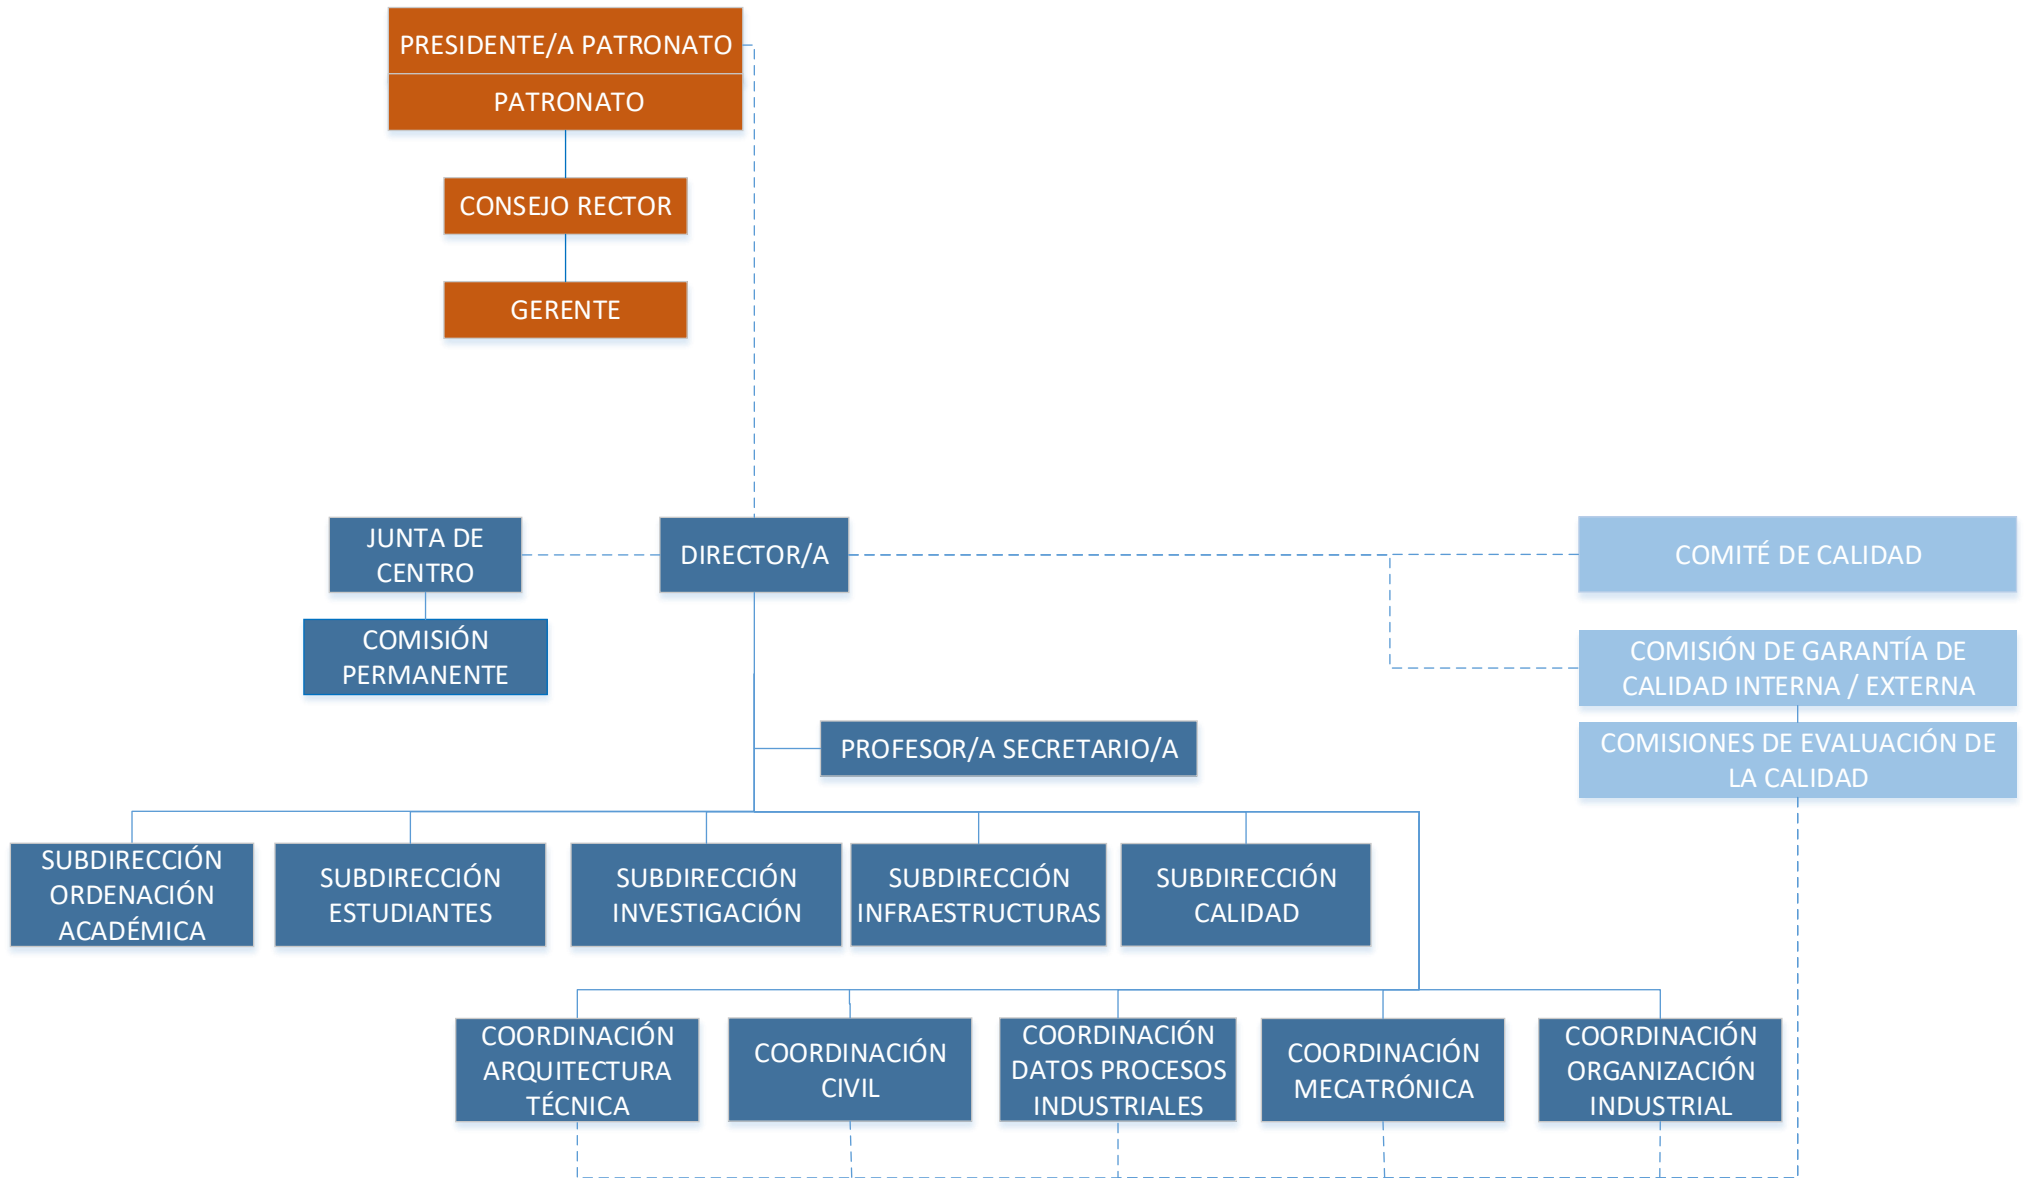 PRESIDENTE/A PATRONATO
PATRONATO
CONSEJO RECTOR
GERENTE
JUNTA DE
CENTRO
DIRECTOR/A
COMITÉ DE CALIDAD
COMISIÓN
PERMANENTE
COMISIÓN DE GARANTÍA DE
CALIDAD INTERNA / EXTERNA
PROFESOR/A SECRETARIO/A
COMISIONES DE EVALUACIÓN DE
LA CALIDAD
SUBDIRECCIÓN
ORDENACIÓN
ACADÉMICA
SUBDIRECCIÓN
ESTUDIANTES
SUBDIRECCIÓN
INVESTIGACIÓN
SUBDIRECCIÓN
INFRAESTRUCTURAS
SUBDIRECCIÓN
CALIDAD
COORDINACIÓN
ARQUITECTURA
TÉCNICA
COORDINACIÓN
CIVIL
COORDINACIÓN
DATOS PROCESOS
INDUSTRIALES
COORDINACIÓN
MECATRÓNICA
COORDINACIÓN
ORGANIZACIÓN
INDUSTRIAL